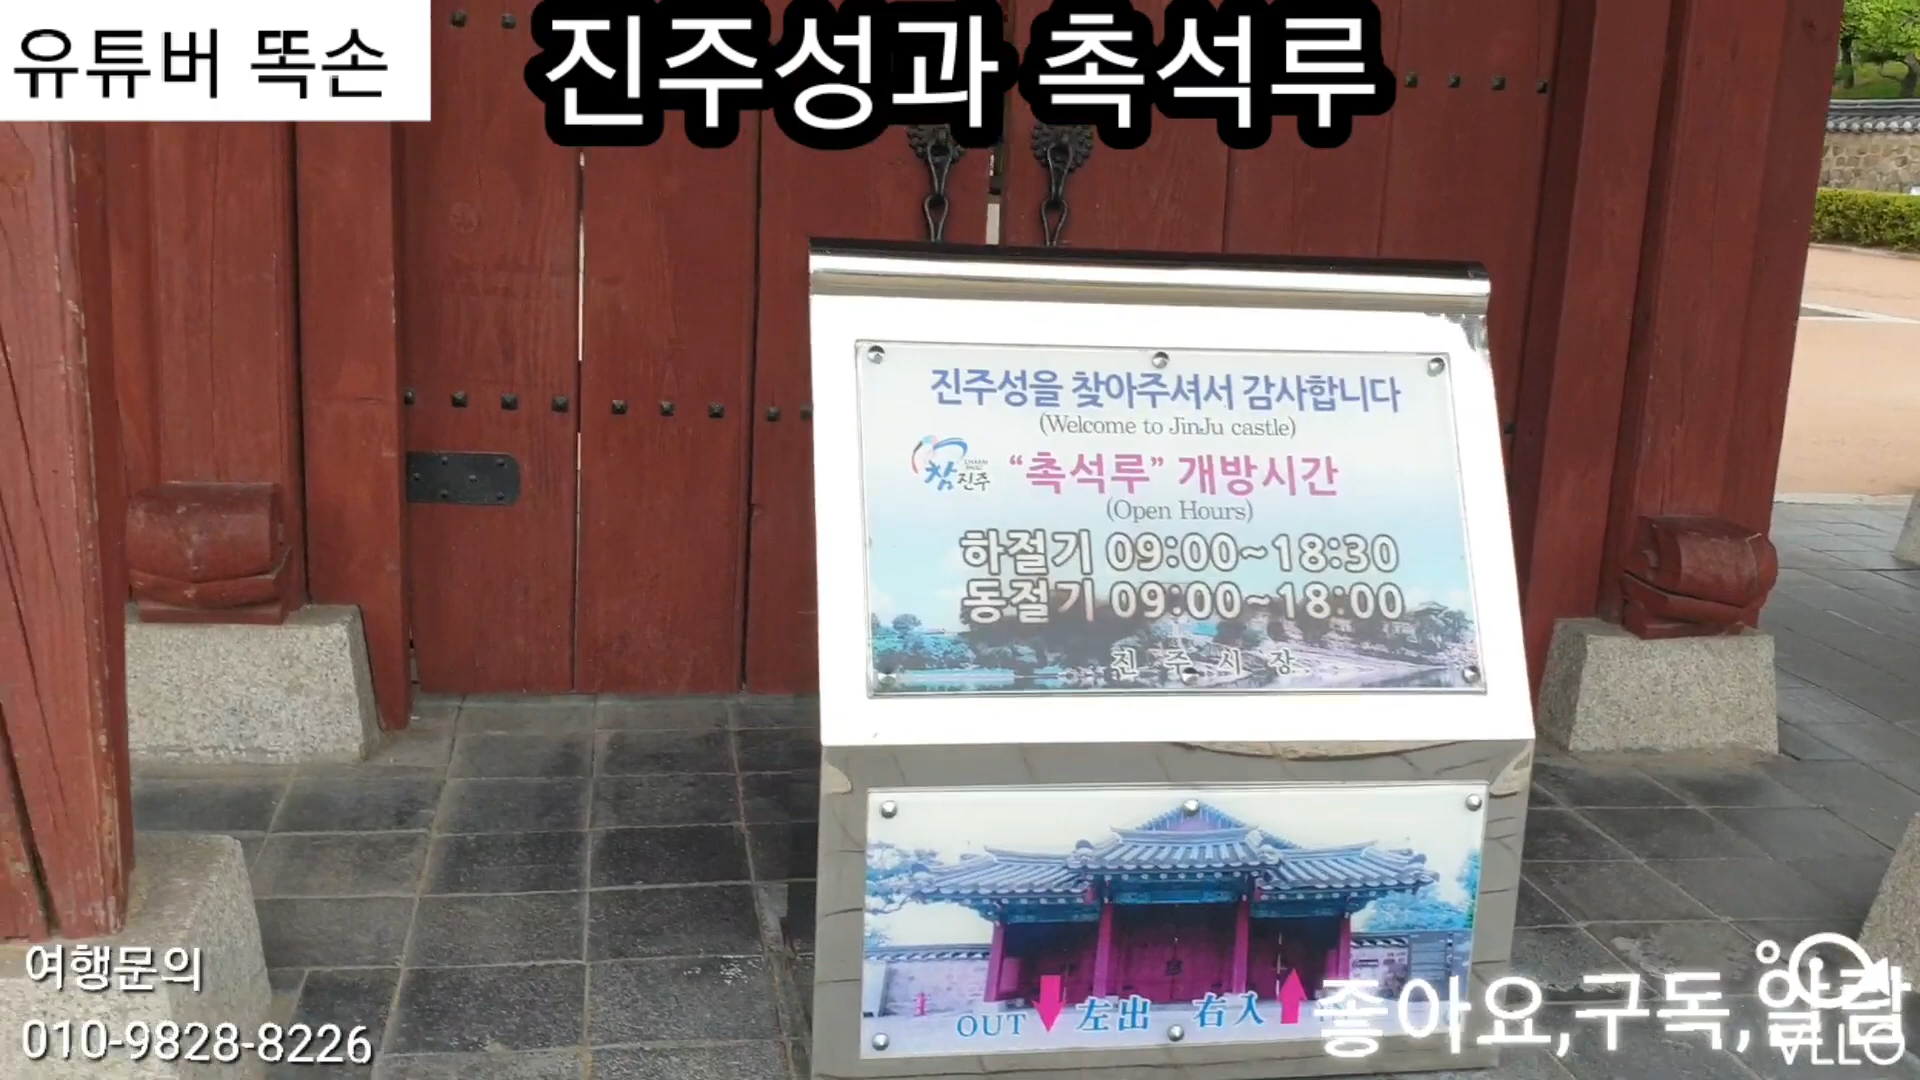 유튜버 똑손
진주성과 촉석루
진주성을 찾아주셔서 감사합니다
(Welcome to JinJu castle)
참진주
“촉석루” 개방시간
(Open Hours)
하절기 09:00~18:30
동절기 09:00~18:00
진 주 시 장
OUT 左出 右入
좋아요,구독,알람
VLLO
여행문의
010-9828-8226